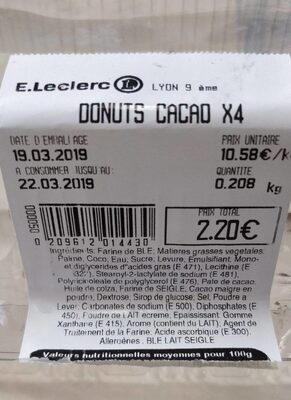 E.Leclerc L LYON 9 ème
DONUTS CACAO X4
DATE D'EMBALLAGE PRIX UNITAIRE
19.03.2019 10.58€/k
A CONSOMMER JUSQU'AU: QUANTITE
22.03.2019 0.208 kg
050000
PRIX TOTAL
2.20€
0 209612 014430
Ingrédients: Farine de BLE; Matieres grasses vegetales:
Palme, Coco, Eau, Sucre; Levure, Emulsifiant, Mono-
et diglycerides d'acides gras (E 471), Lecithine (E
322), Stearoyl-2-lactylate de sodium (E 481),
Polyricinoleate de polyglycerol (E 476), Pate de cacao,
Huile de colza, Farine de SEIGLE, Cacao maigre en
poudre, Dextrose, Sirop de glucose, Sel, Poudre a
Lever: Carbonates de sodium (E 500), Diphosphates (E
450), Poudre de LAIT ecreme, Epaississant: Gomme
Xanthane (E 415), Arome (contient du LAIT), Agent de
Traitement de la Farine: Acide ascorbique (E 300).
Allergènes : BLE LAIT SEIGLE
Valeurs nutritionnelles moyennes pour 100g